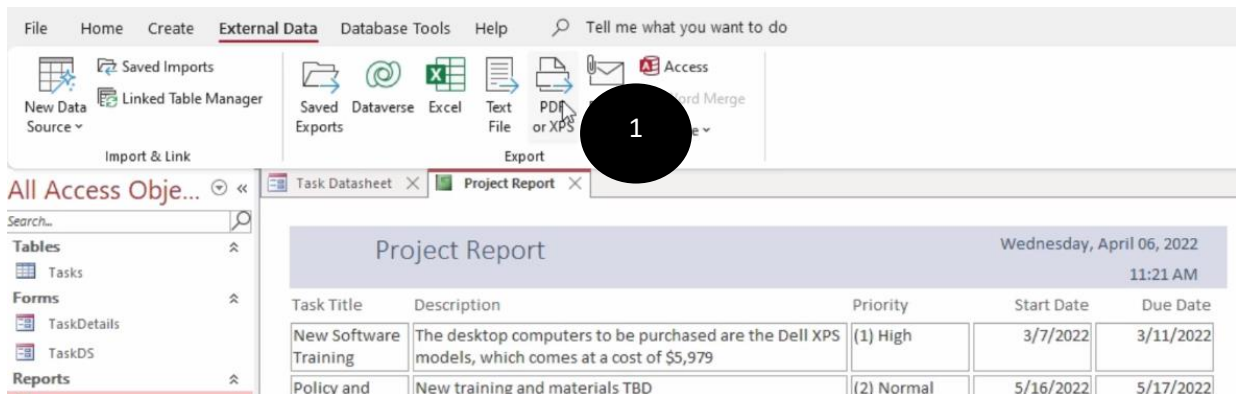 File Home Create External Data Database Tools Help Tell me what you want to do
New Data Source
Saved Imports
Linked Table Manager
Import & Link
Saved Exports
Dataverse
Excel
Text File
PDF or XPS
Access
Word Merge
1
Export
All Access Obje...
Search...
Tables
Tasks
Forms
TaskDetails
TaskDS
Reports
Task Datasheet
Project Report
Project Report
Wednesday, April 06, 2022
11:21 AM
Task Title Description Priority Start Date Due Date
New Software The desktop computers to be purchased are the Dell XPS (1) High 3/7/2022 3/11/2022
Training models, which comes at a cost of $5,979
Policy and New training and materials TBD (2) Normal 5/16/2022 5/17/2022